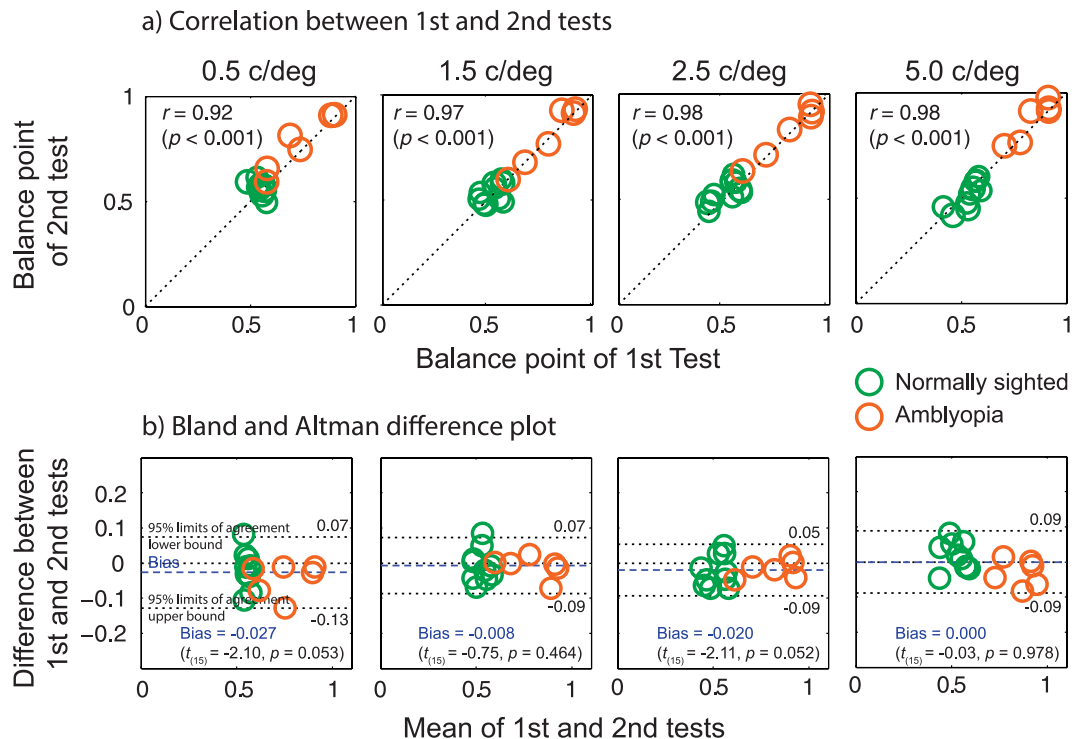 a) Correlation between 1st and 2nd tests
0.5 c/deg 1.5 c/deg 2.5 c/deg 5.0 c/deg
Balance point
of 2nd test
1
0.5
0
r = 0.92
(p < 0.001)
r = 0.97
(p < 0.001)
r = 0.98
(p < 0.001)
r = 0.98
(p < 0.001)
0 0.5 1 0 0.5 1 0 0.5 1 0 0.5 1
Balance point of 1st Test
Normally sighted
Amblyopia
b) Bland and Altman difference plot
Difference between
1st and 2nd tests
0.2
0.1
0
−0.1
−0.2
95% limits of agreement
lower bound
0.07
Bias
95% limits of agreement
upper bound
-0.13
Bias = -0.027
(t(15) = -2.10, p = 0.053)
0.07
-0.09
Bias = -0.008
(t(15) = -0.75, p = 0.464)
0.05
-0.09
Bias = -0.020
(t(15) = -2.11, p = 0.052)
0.09
-0.09
Bias = 0.000
(t(15) = -0.03, p = 0.978)
0 0.5 1 0 0.5 1 0 0.5 1 0 0.5 1
Mean of 1st and 2nd tests